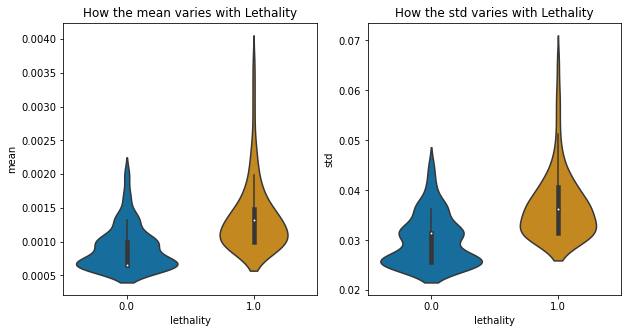 How the mean varies with Lethality
0.0040
0.0035
0.0030
0.0025
0.0020
0.0015
0.0010
0.0005
mean
0.0 1.0
lethality
How the std varies with Lethality
0.07
0.06
0.05
0.04
0.03
0.02
std
0.0 1.0
lethality